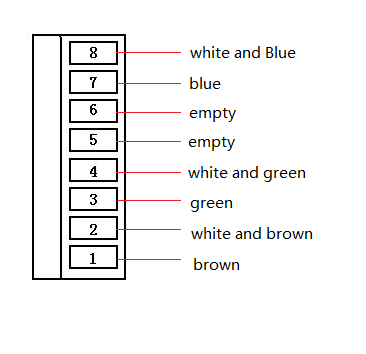 8 white and Blue
7 blue
6 empty
5 empty
4 white and green
3 green
2 white and brown
1 brown